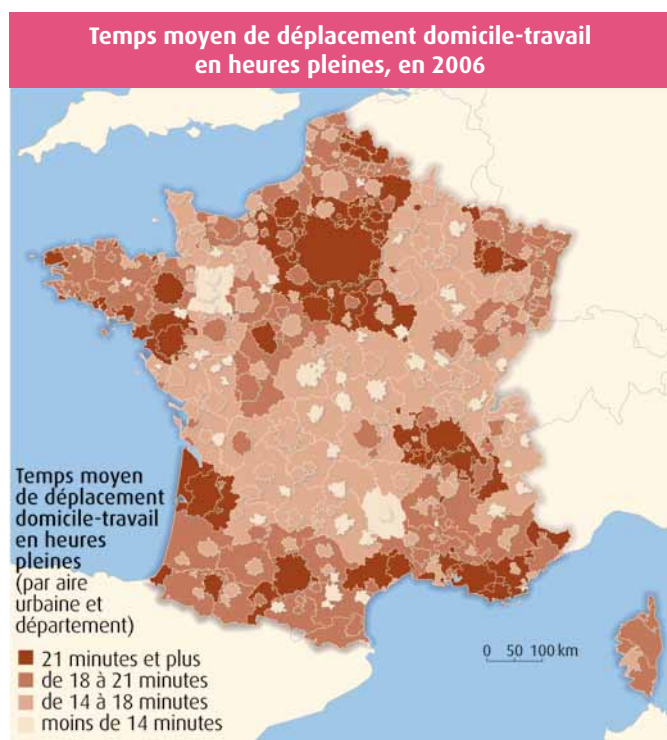 Temps moyen de déplacement domicile-travail
en heures pleines, en 2006
Temps moyen
de déplacement
domicile-travail
en heures
pleines
(par aire
urbaine et
département)
21 minutes et plus
de 18 à 21 minutes
de 14 à 18 minutes
moins de 14 minutes
0 50 100 km